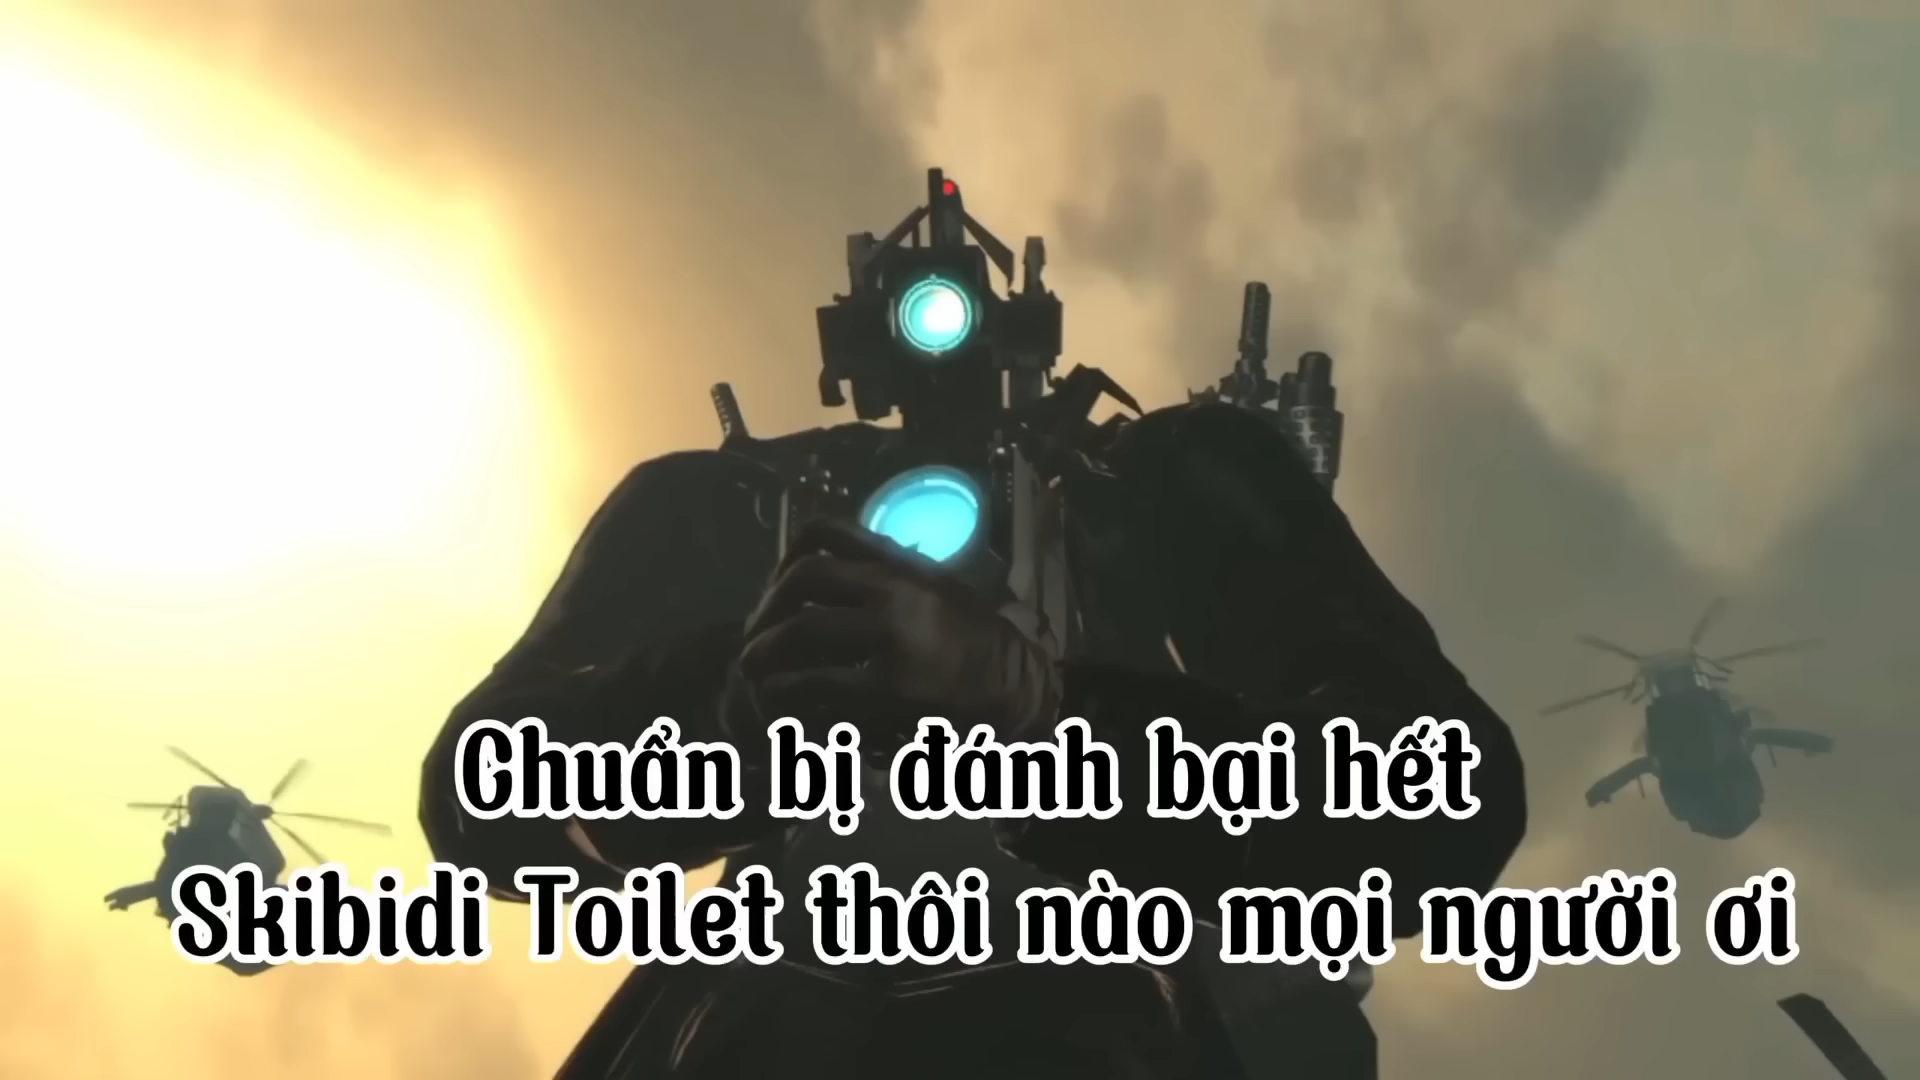 Chuẩn bị đánh bại hết
Skibidi Toilet thôi nào mọi người ơi